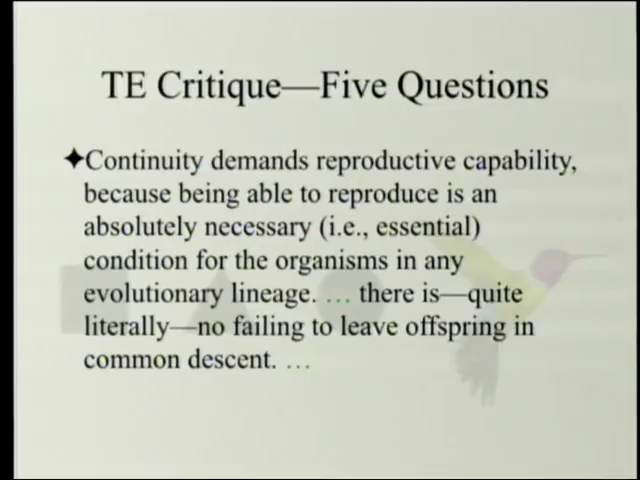 TE Critique—Five Questions
✦Continuity demands reproductive capability,
because being able to reproduce is an
absolutely necessary (i.e., essential)
condition for the organisms in any
evolutionary lineage. … there is—quite
literally—no failing to leave offspring in
common descent. …